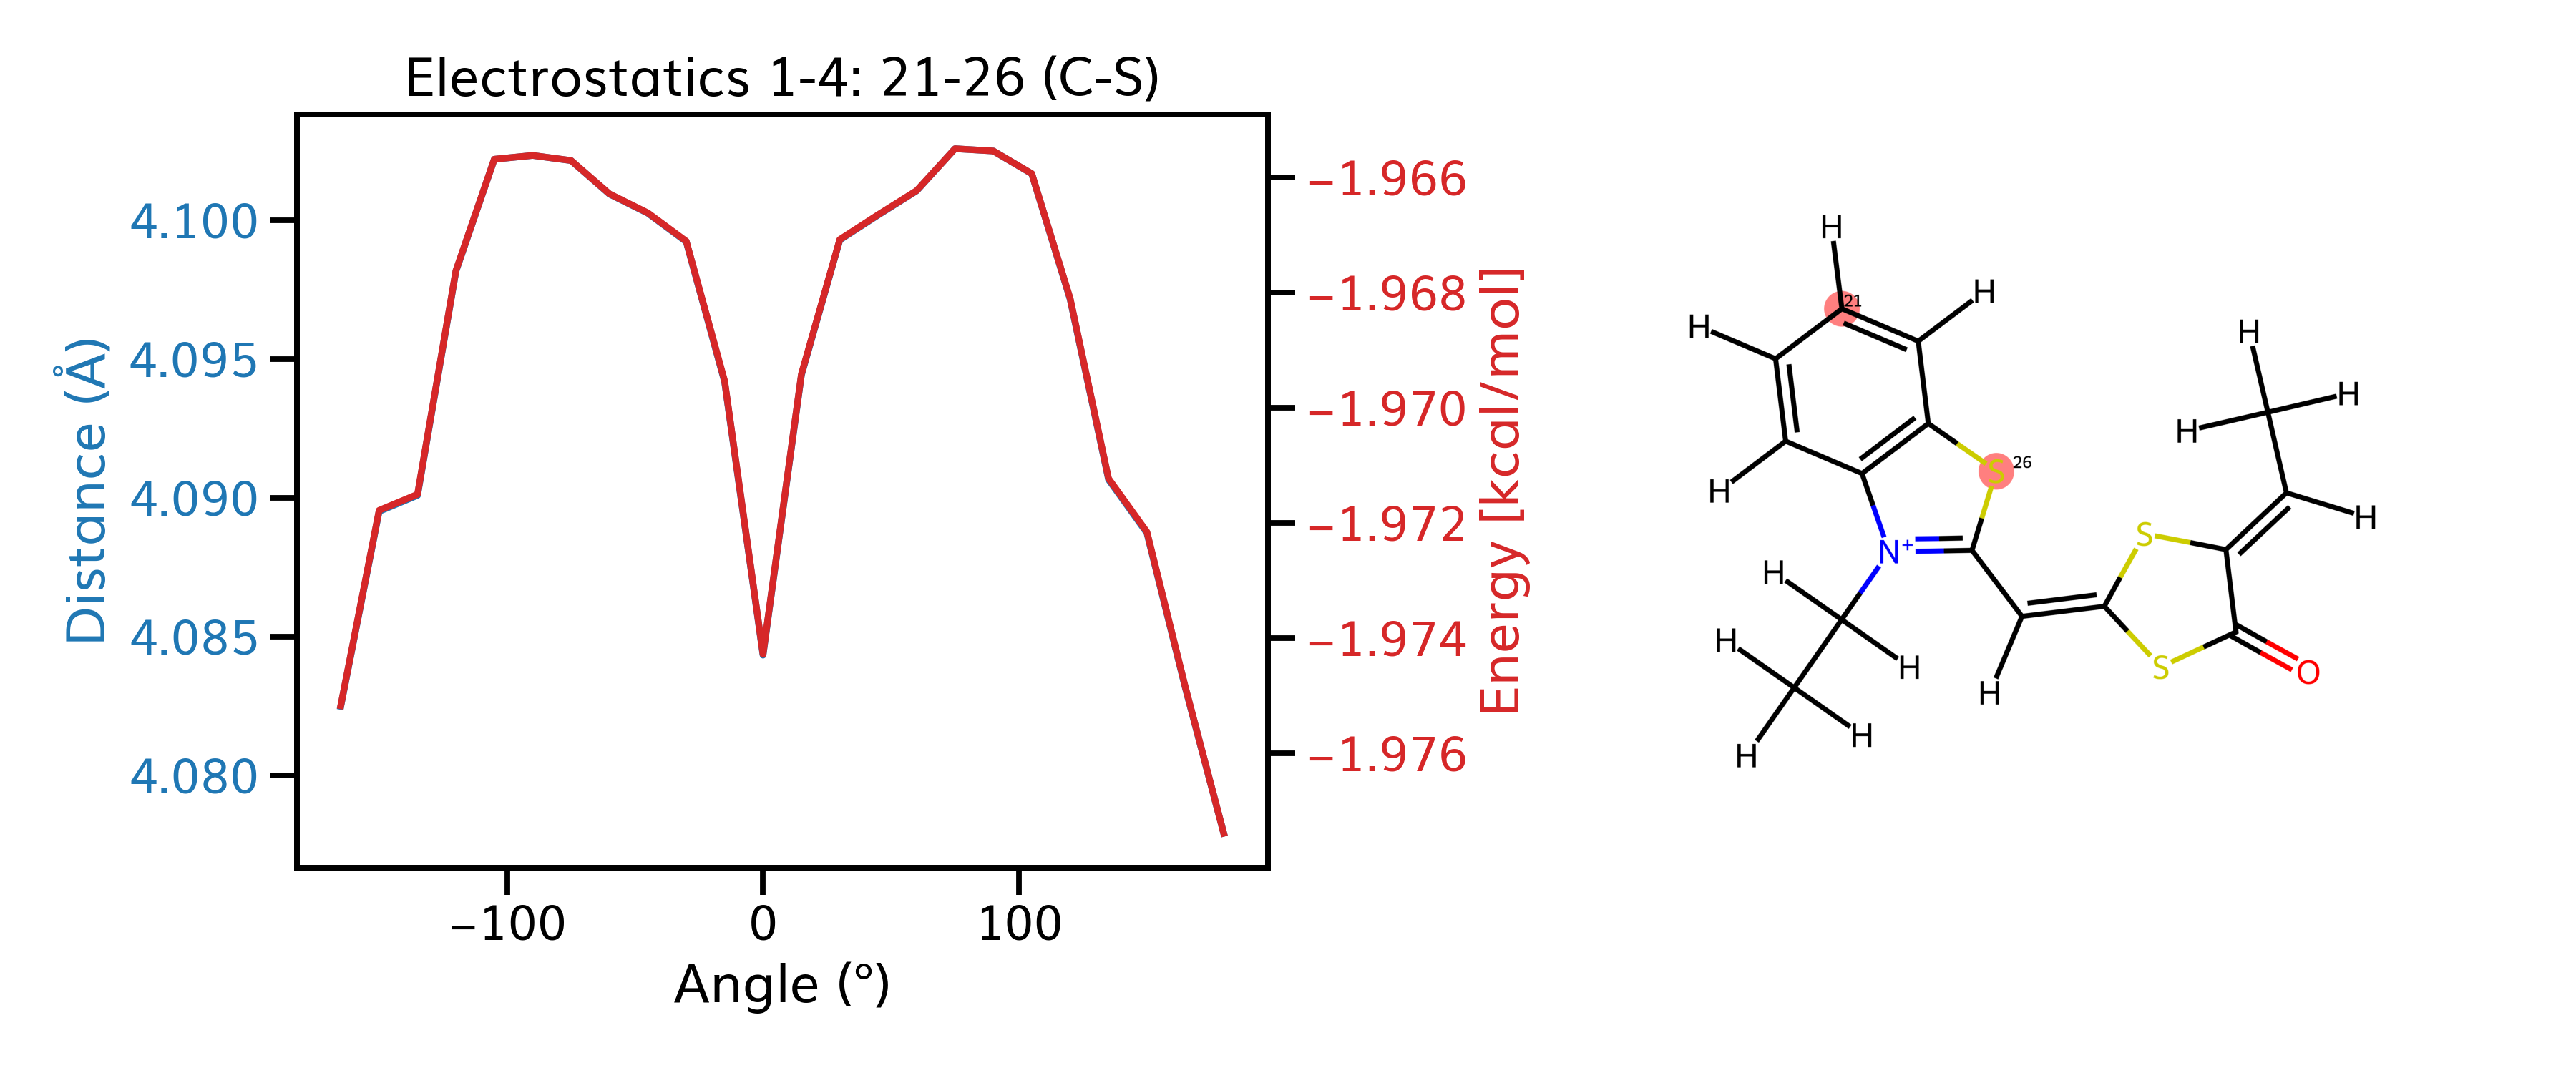 Electrostatics 1-4: 21-26 (C-S)
Distance (Å)
4.100
4.095
4.090
4.085
4.080
−1.966
−1.968
−1.970
−1.972
−1.974
−1.976
Energy [kcal/mol]
−100 0 100
Angle (°)
H
21
H
H
H
H
H
S 26
H
S
H
N+
H
H
S
O
H
H
H
H
H